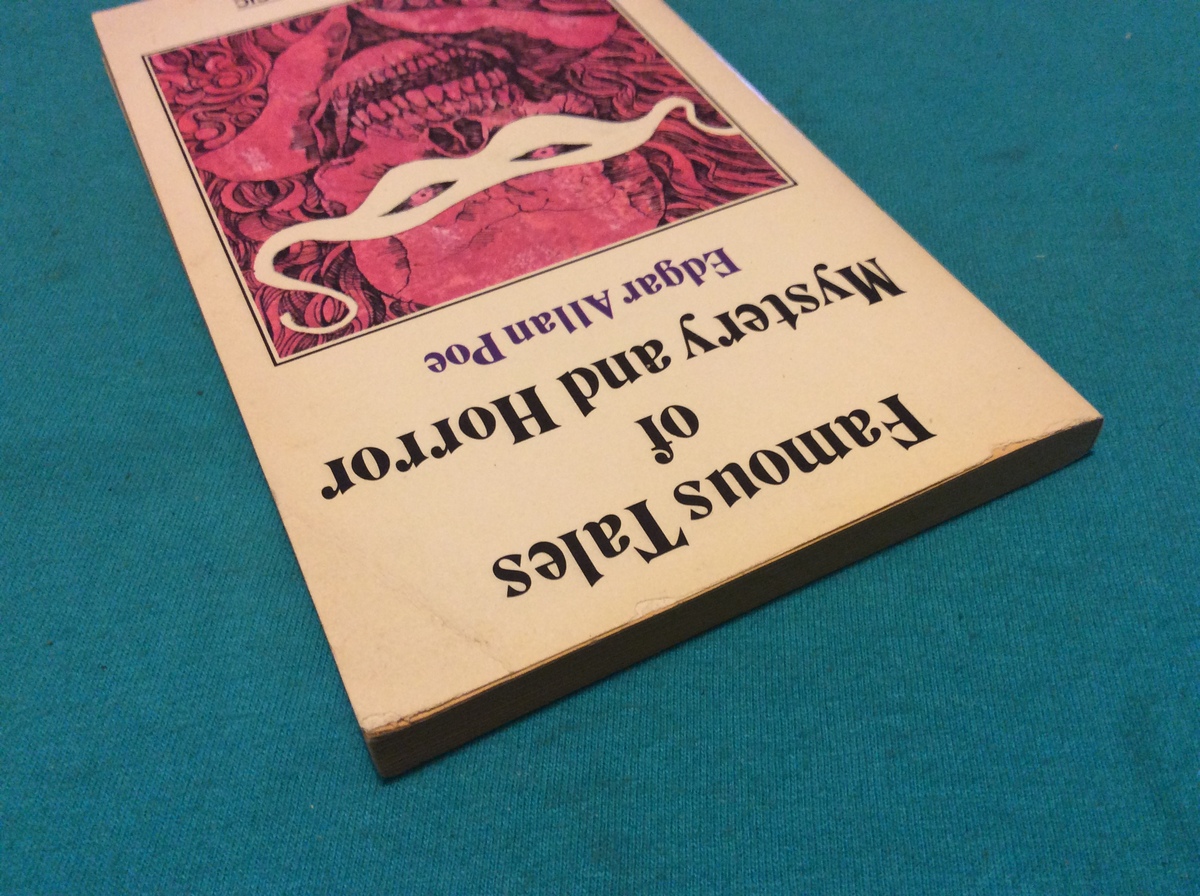 Famous Tales
of
Mystery and Horror
Edgar Allan Poe